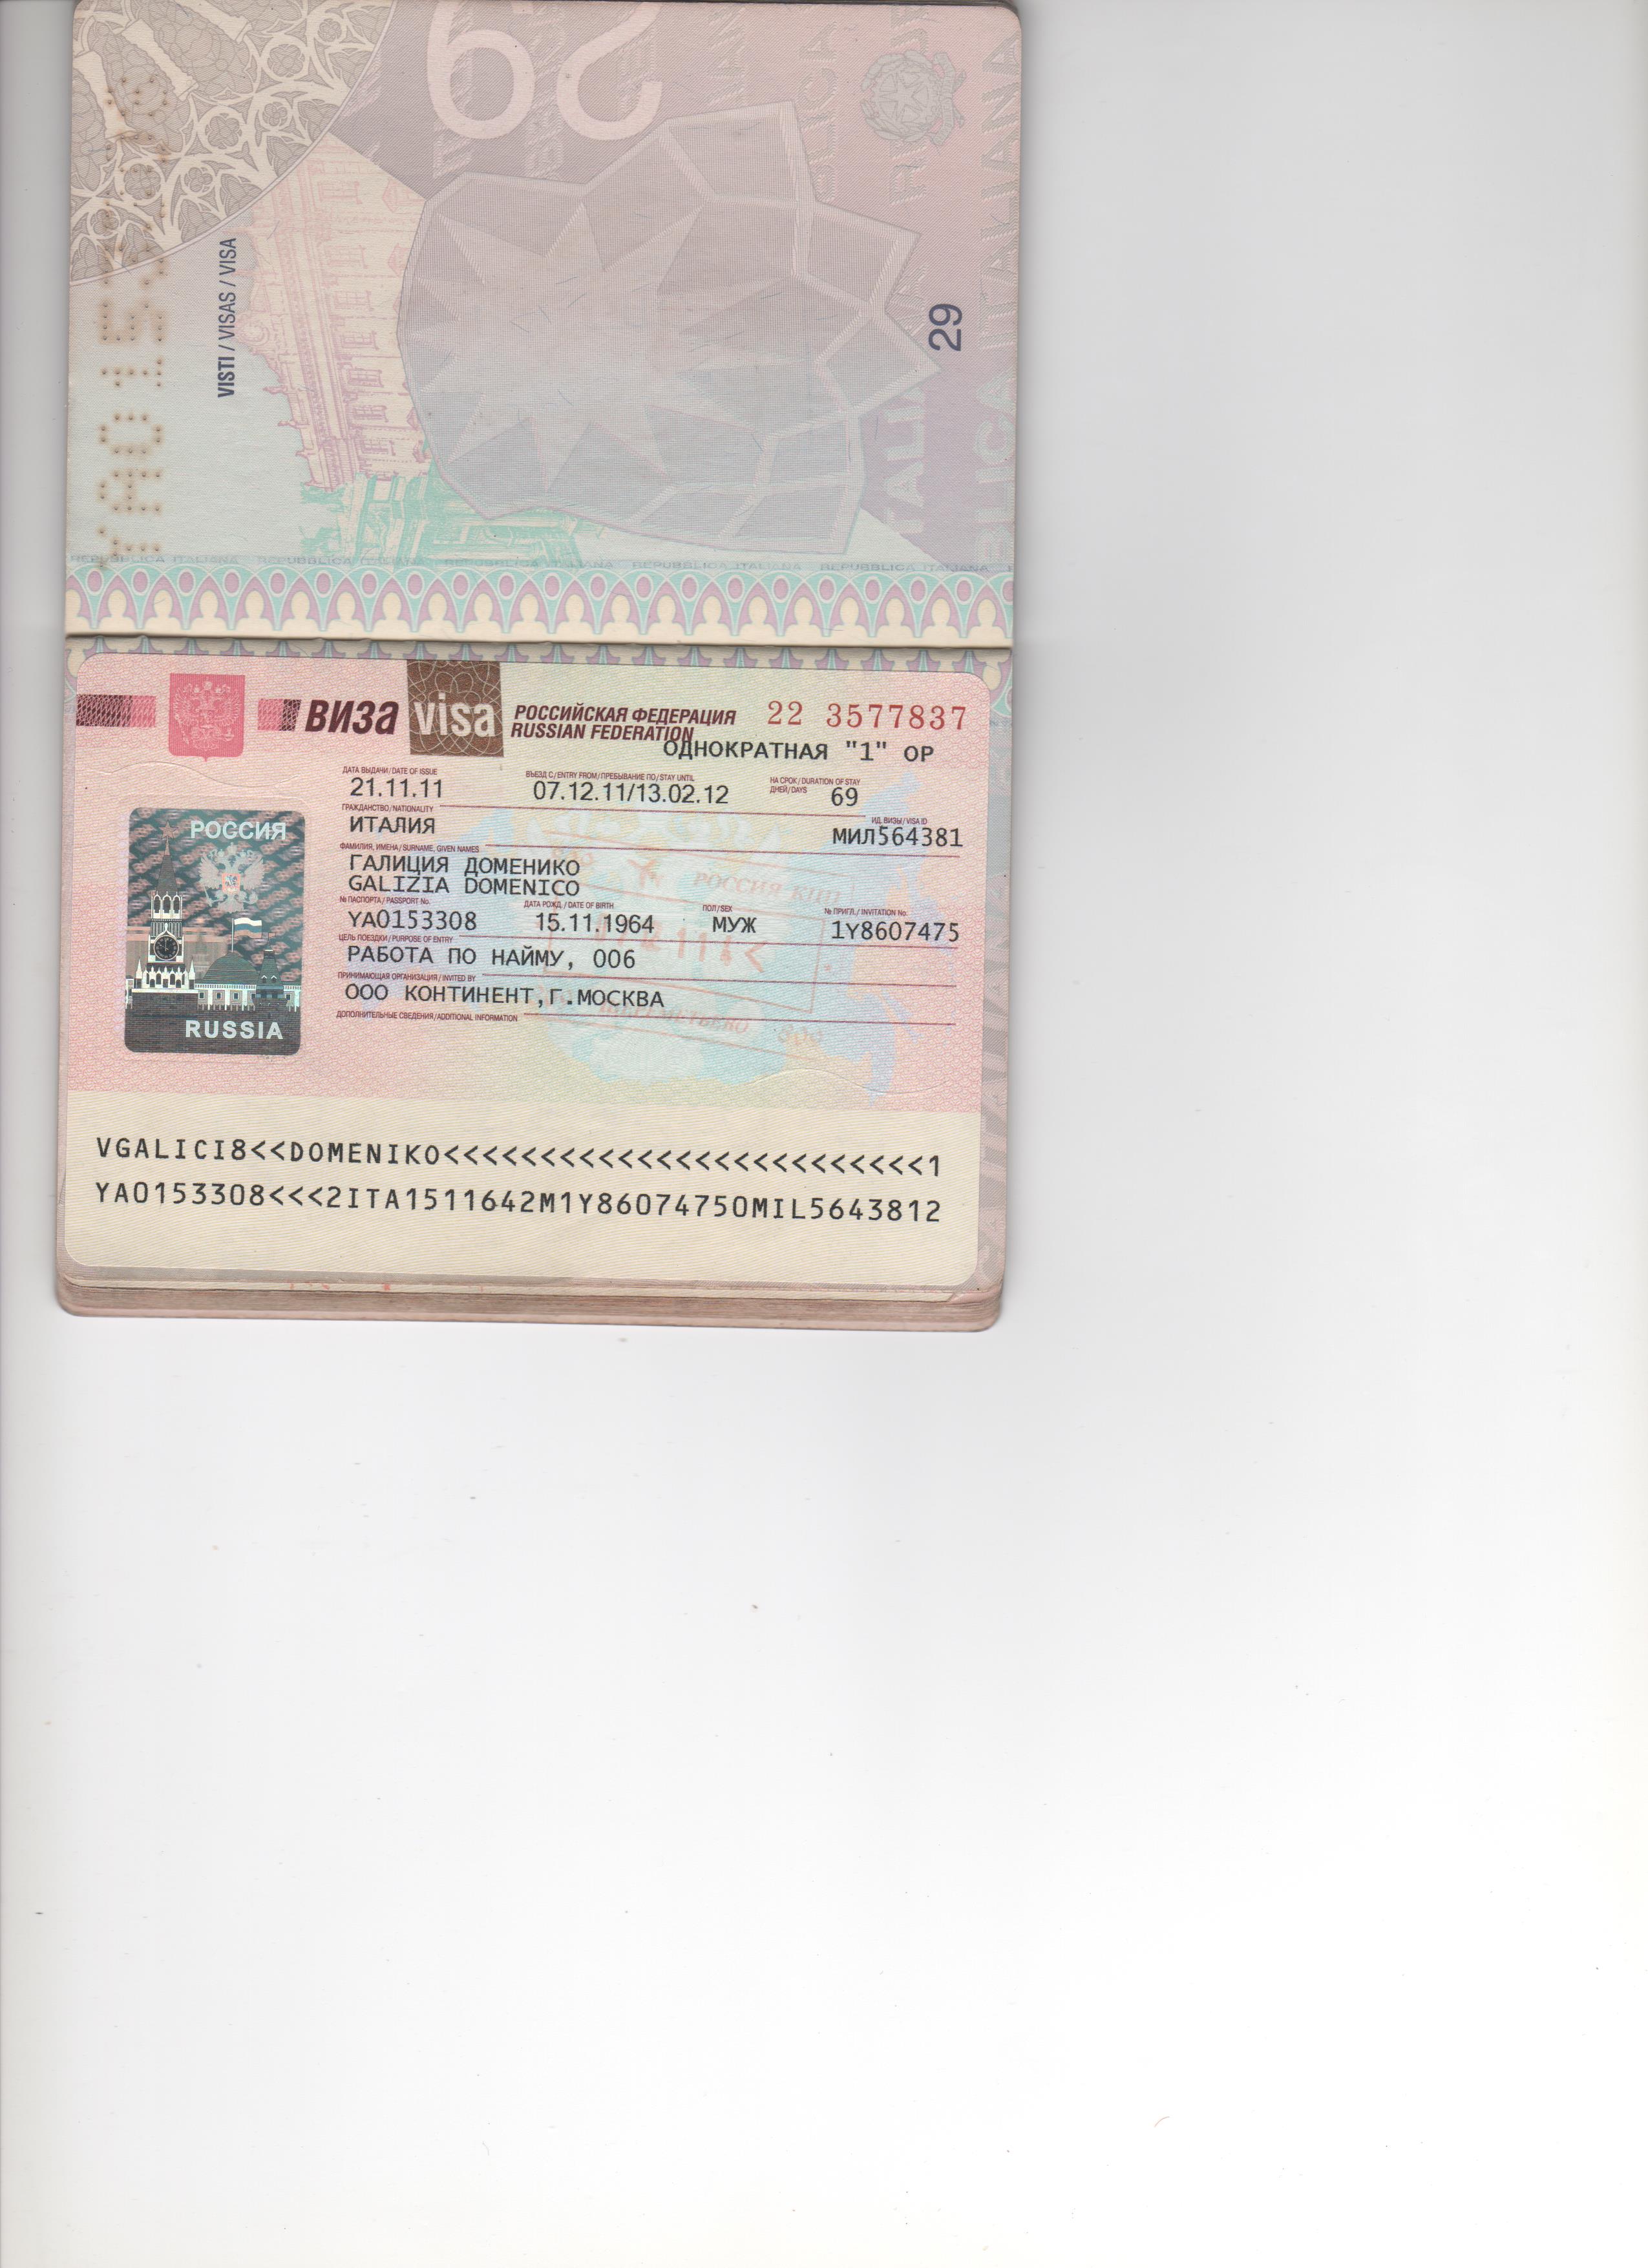 29
VISTI / VISAS / VISA
29
REPUBBLICA ITALIANA REPUBBLICA ITALIANA REPUBBLICA ITALIANA REPUBBLICA ITALIANA REPUBBLICA ITALIANA
ВИЗА visa РОССИЙСКАЯ ФЕДЕРАЦИЯ 22 3577837
RUSSIAN FEDERATION
ОДНОКРАТНАЯ "1" ОР
ДАТА ВЫДАЧИ/DATE OF ISSUE ВЪЕЗД С/ENTRY FROM/ПРЕБЫВАНИЕ ПО/STAY UNTIL НА СРОК/DURATION OF STAY
ДНЕЙ/DAYS
21.11.11 07.12.11/13.02.12 69
ГРАЖДАНСТВО/NATIONALITY ИД. ВИЗЫ/VISA ID
ИТАЛИЯ МИЛ564381
ФАМИЛИЯ, ИМЕНА/SURNAME, GIVEN NAMES
ГАЛИЦИЯ ДОМЕНИКО
GALIZIA DOMENICO
№ ПАСПОРТА/PASSPORT No. ДАТА РОЖД./DATE OF BIRTH ПОЛ/SEX № ПРИГЛ./INVITATION No.
YA0153308 15.11.1964 МУЖ 1Y8607475
ЦЕЛЬ ПОЕЗДКИ/PURPOSE OF ENTRY
РАБОТА ПО НАЙМУ, 006
ПРИНИМАЮЩАЯ ОРГАНИЗАЦИЯ/INVITED BY
ООО КОНТИНЕНТ,Г.МОСКВА
ДОПОЛНИТЕЛЬНЫЕ СВЕДЕНИЯ/ADDITIONAL INFORMATION
РОССИЯ
RUSSIA
VGALICI8<<DOMENIKO<<<<<<<<<<<<<<<<<<<<<<<<<1
YA0153308<<<2ITA1511642M1Y86074750MIL5643812